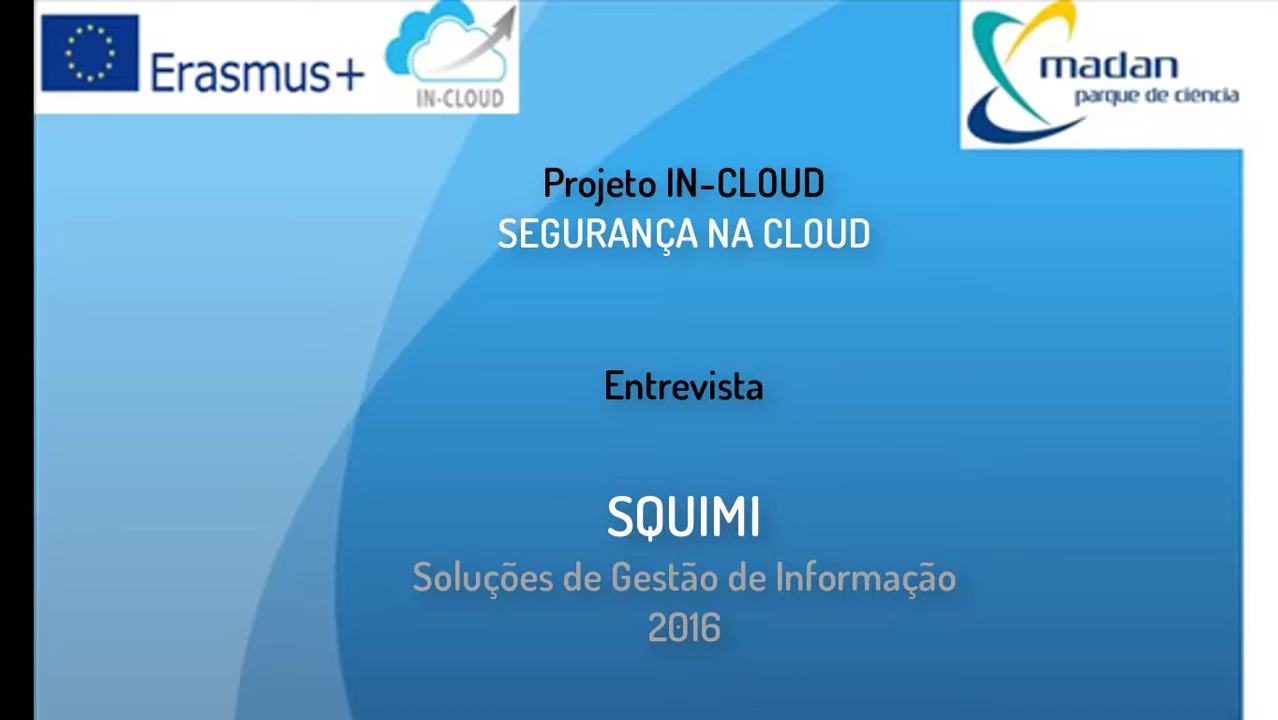 Erasmus+
IN-CLOUD
madan
parque de ciência
Projeto IN-CLOUD
SEGURANÇA NA CLOUD
Entrevista
SQUIMI
Soluções de Gestão de Informação
2016